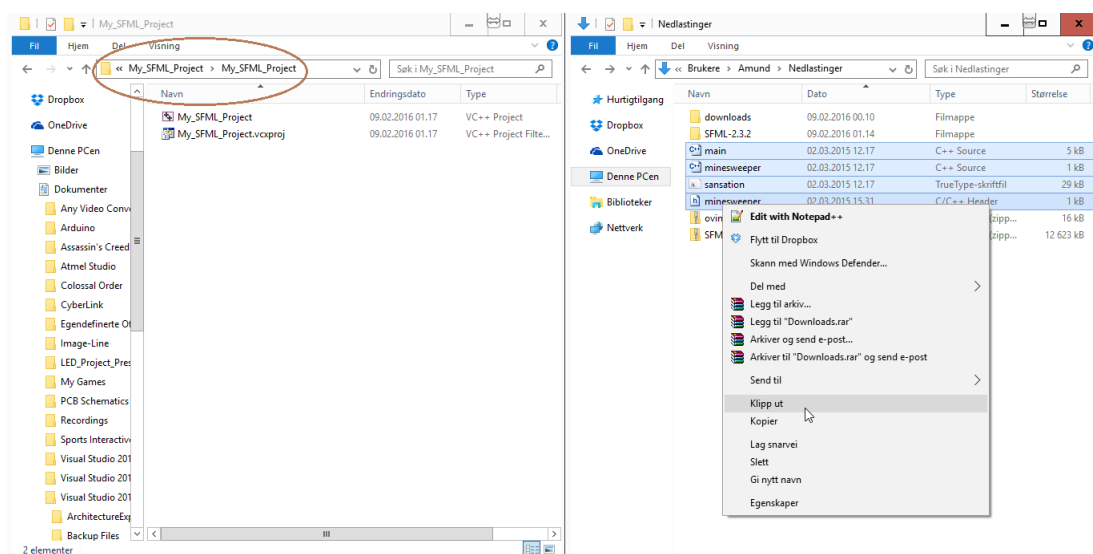 My_SFML_Project
Fil Hjem Del Visning
« My_SFML_Project › My_SFML_Project
Søk i My_SFML_Project
Dropbox
OneDrive
Denne PCen
Bilder
Dokumenter
Any Video Conv
Arduino
Assassin's Creed
Atmel Studio
Colossal Order
CyberLink
Egendefinerte Of
Image-Line
LED_Project_Pres
My Games
PCB Schematics
Recordings
Sports Interactiv
Visual Studio 201
Visual Studio 201
Visual Studio 201
ArchitectureExp
Backup Files
Navn Endringsdato Type
My_SFML_Project 09.02.2016 01.17 VC++ Project
My_SFML_Project.vcxproj 09.02.2016 01.17 VC++ Project Filte...
2 elementer
Nedlastinger
Fil Hjem Del Visning
« Brukere › Amund › Nedlastinger
Søk i Nedlastinger
Hurtigtilgang
Dropbox
OneDrive
Denne PCen
Biblioteker
Nettverk
Navn Dato Type Størrelse
downloads 09.02.2016 00.10 Filmappe
SFML-2.3.2 09.02.2016 01.14 Filmappe
main 02.03.2015 12.17 C++ Source 5 kB
minesweeper 02.03.2015 12.17 C++ Source 1 kB
sansation 02.03.2015 12.17 TrueType-skriftfil 29 kB
minesweeper 02.03.2015 15.31 C/C++ Header 1 kB
ovin (zipp... 16 kB
SFM (zipp... 12 623 kB
Edit with Notepad++
Flytt til Dropbox
Skann med Windows Defender...
Del med
Legg til arkiv...
Legg til "Downloads.rar"
Arkiver og send e-post...
Arkiver til "Downloads.rar" og send e-post
Send til
Klipp ut
Kopier
Lag snarvei
Slett
Gi nytt navn
Egenskaper